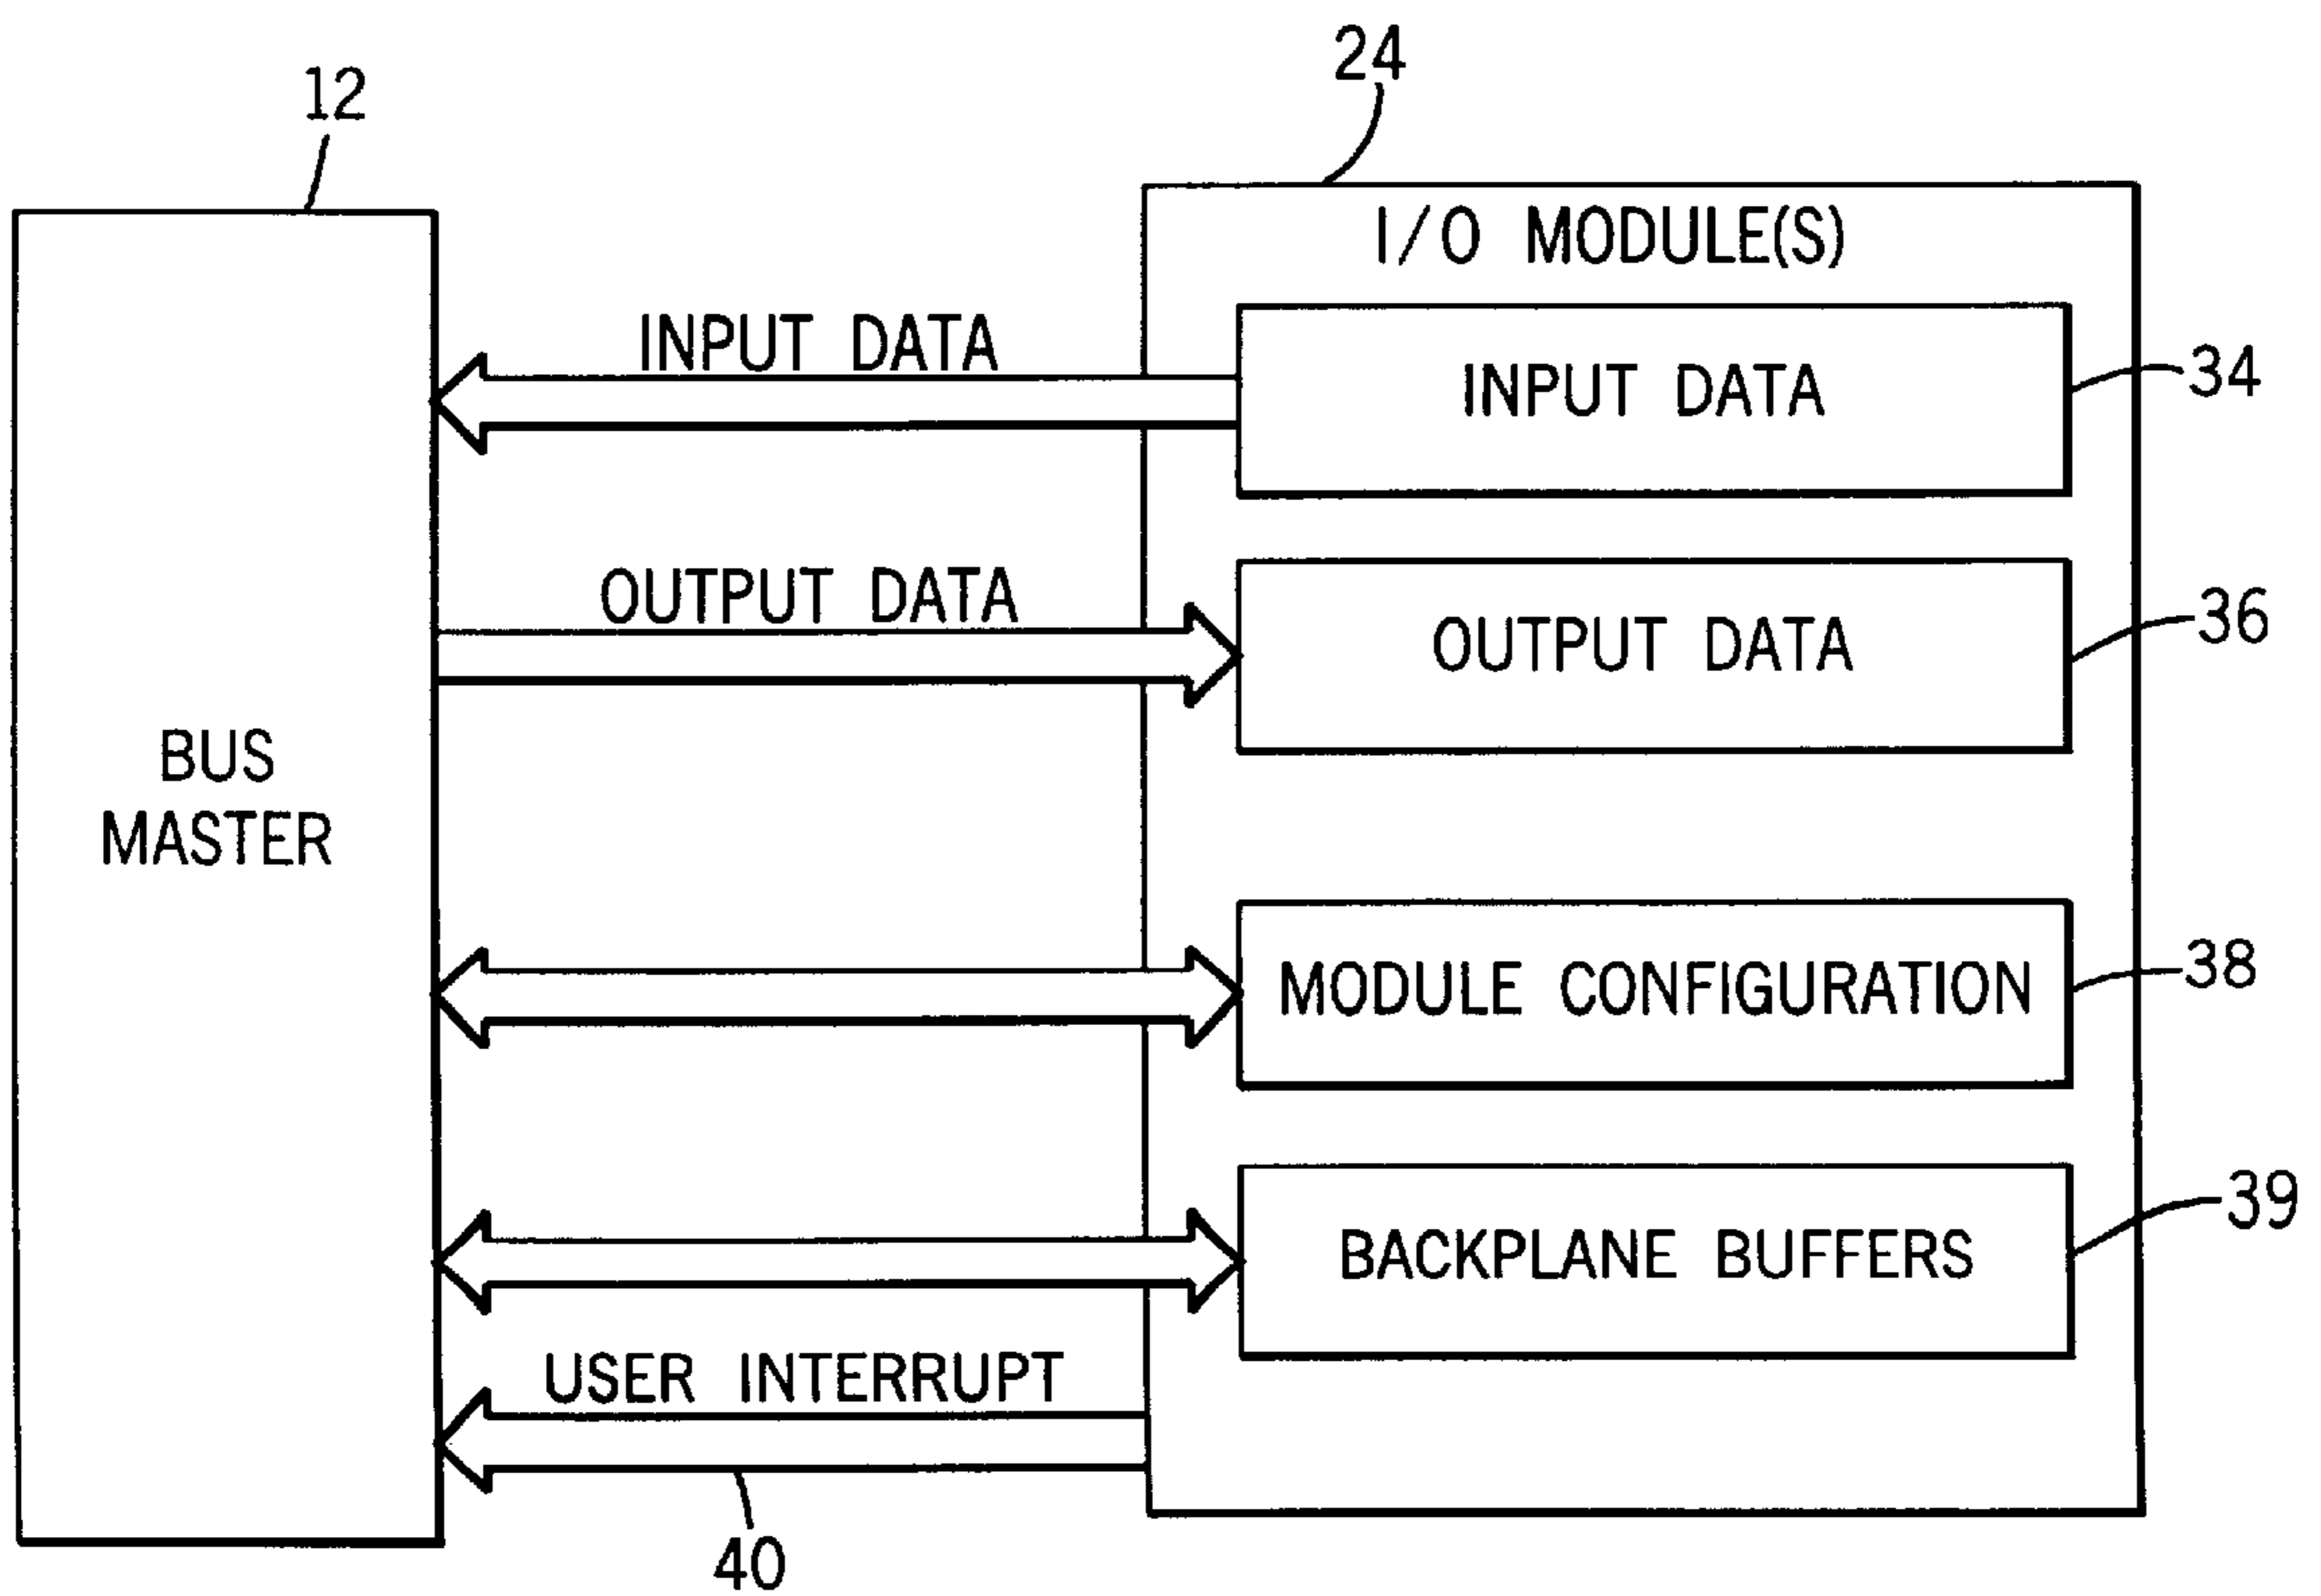 12
24
I/O MODULE(S)
INPUT DATA
INPUT DATA
34
OUTPUT DATA
OUTPUT DATA
36
BUS
MASTER
MODULE CONFIGURATION
38
BACKPLANE BUFFERS
39
USER INTERRUPT
40